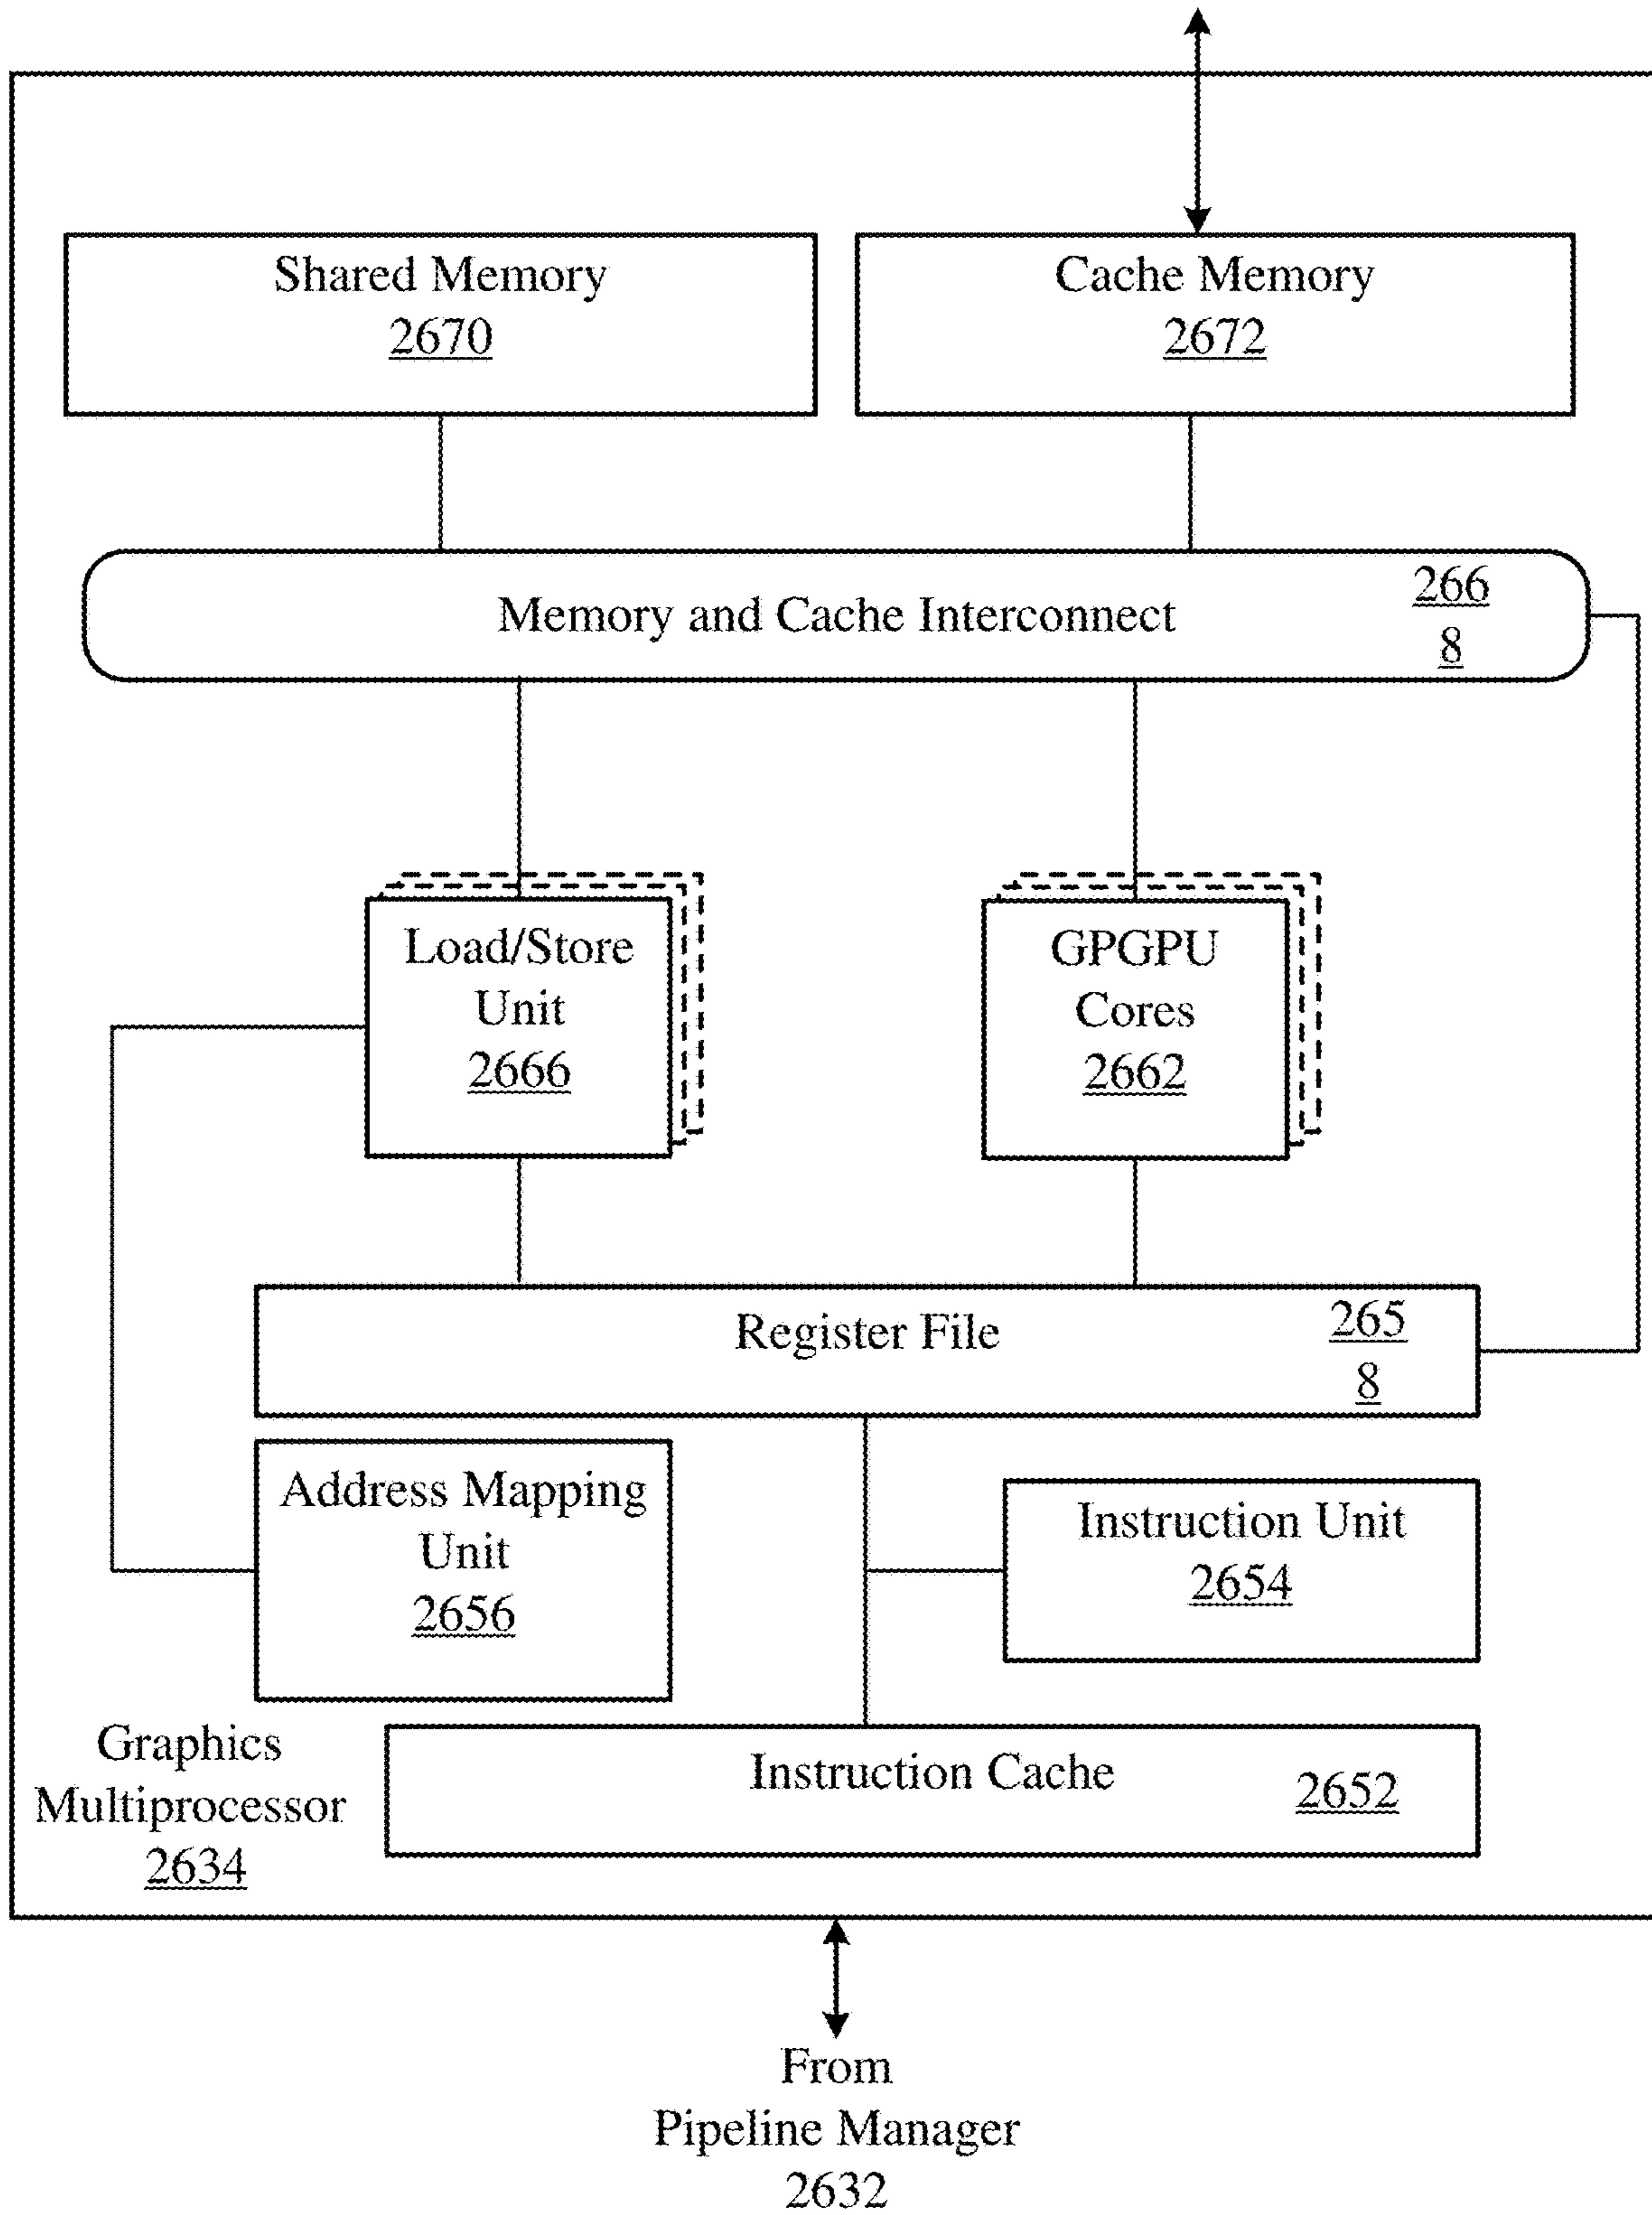 Shared Memory
2670
Cache Memory
2672
Memory and Cache Interconnect
266
8
Load/Store
Unit
2666
GPGPU
Cores
2662
Register File
265
8
Address Mapping
Unit
2656
Instruction Unit
2654
Graphics
Multiprocessor
2634
Instruction Cache
2652
From
Pipeline Manager
2632